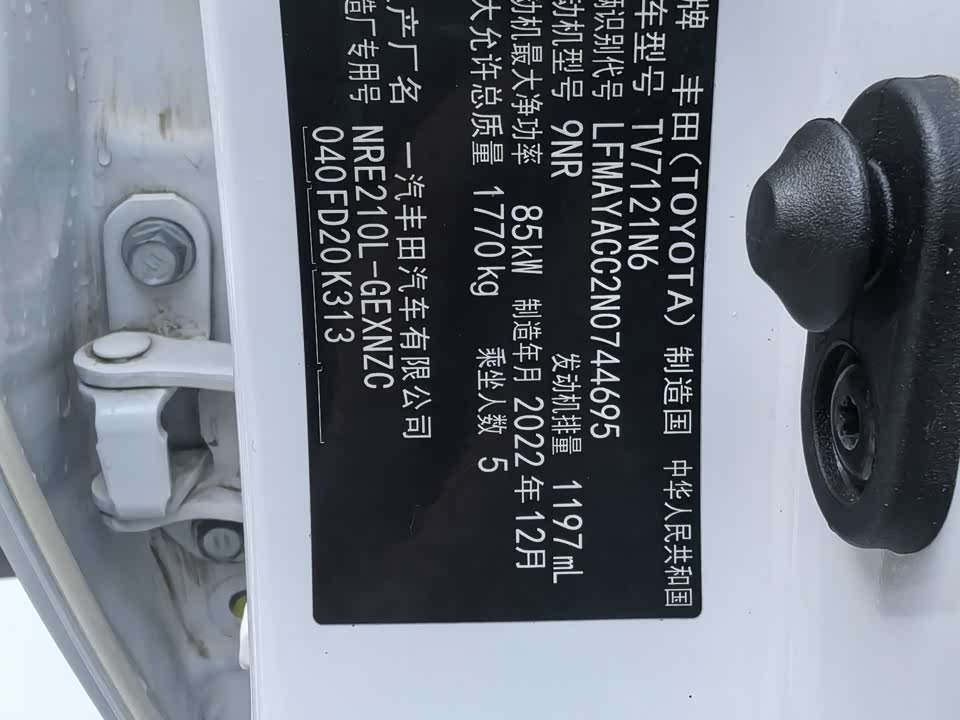 牌 丰田(TOYOTA) 制造国 中华人民共和国
车型号 TV7121N6
辆识别代号 LFMAYACC2N0744695
动机型号 9NR 发动机排量 1197mL
动机最大净功率 85kW 制造年月 2022年12月
大允许总质量 1770kg 乘坐人数 5
产厂名 一汽丰田汽车有限公司
造厂专用号 NRE210L-GEXNZC
040FD20K313